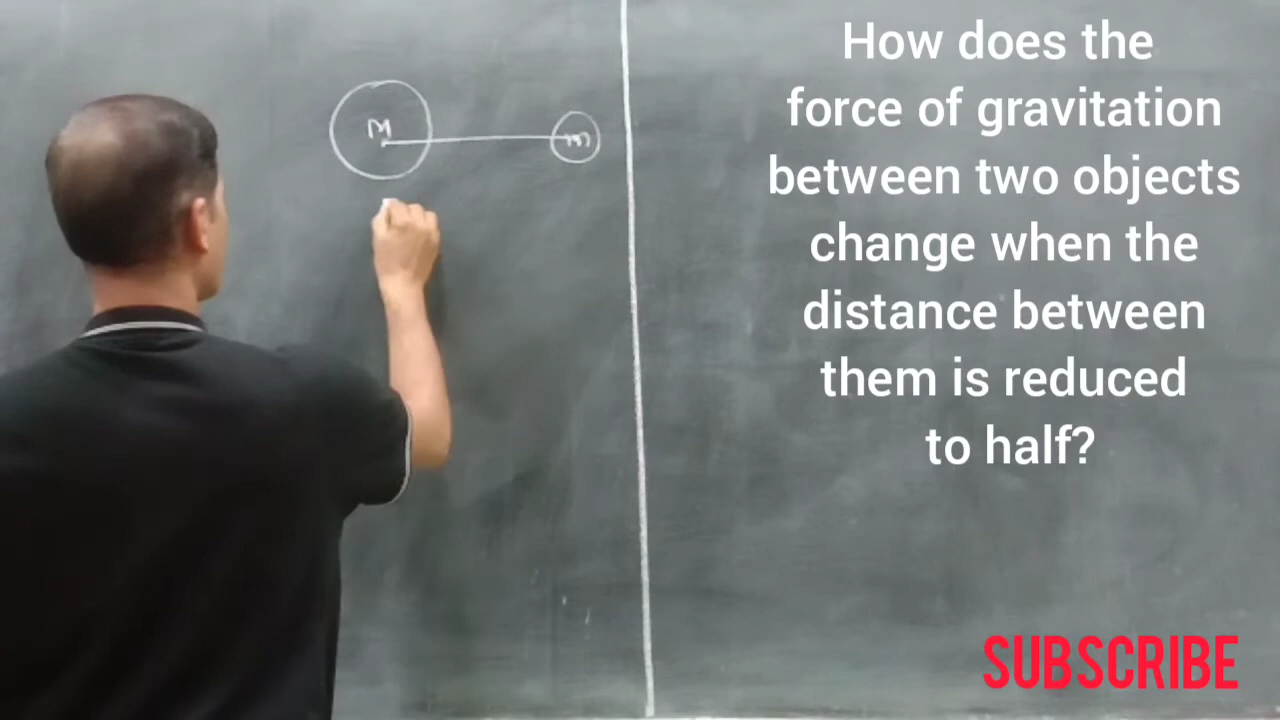 M
m
How does the
force of gravitation
between two objects
change when the
distance between
them is reduced
to half?
SUBSCRIBE